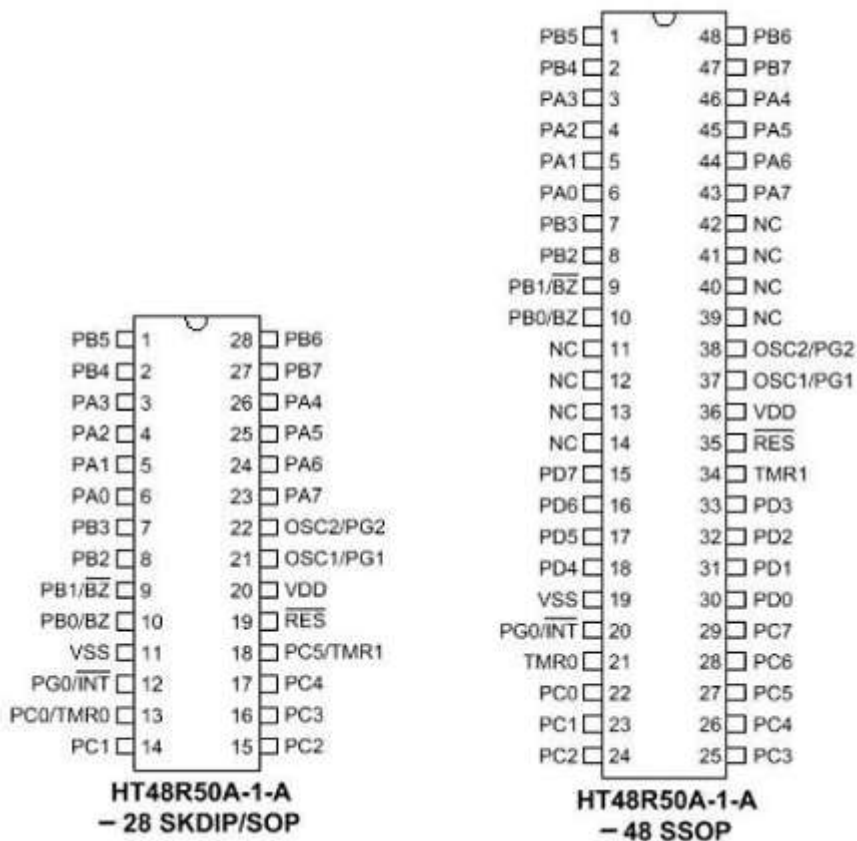 PB5 1 28 PB6
PB4 2 27 PB7
PA3 3 26 PA4
PA2 4 25 PA5
PA1 5 24 PA6
PA0 6 23 PA7
PB3 7 22 OSC2/PG2
PB2 8 21 OSC1/PG1
PB1/B̅Z̅ 9 20 VDD
PB0/BZ 10 19 R̅E̅S̅
VSS 11 18 PC5/TMR1
PG0/I̅N̅T̅ 12 17 PC4
PC0/TMR0 13 16 PC3
PC1 14 15 PC2
HT48R50A-1-A
– 28 SKDIP/SOP
PB5 1 48 PB6
PB4 2 47 PB7
PA3 3 46 PA4
PA2 4 45 PA5
PA1 5 44 PA6
PA0 6 43 PA7
PB3 7 42 NC
PB2 8 41 NC
PB1/B̅Z̅ 9 40 NC
PB0/BZ 10 39 NC
NC 11 38 OSC2/PG2
NC 12 37 OSC1/PG1
NC 13 36 VDD
NC 14 35 R̅E̅S̅
PD7 15 34 TMR1
PD6 16 33 PD3
PD5 17 32 PD2
PD4 18 31 PD1
VSS 19 30 PD0
PG0/I̅N̅T̅ 20 29 PC7
TMR0 21 28 PC6
PC0 22 27 PC5
PC1 23 26 PC4
PC2 24 25 PC3
HT48R50A-1-A
– 48 SSOP